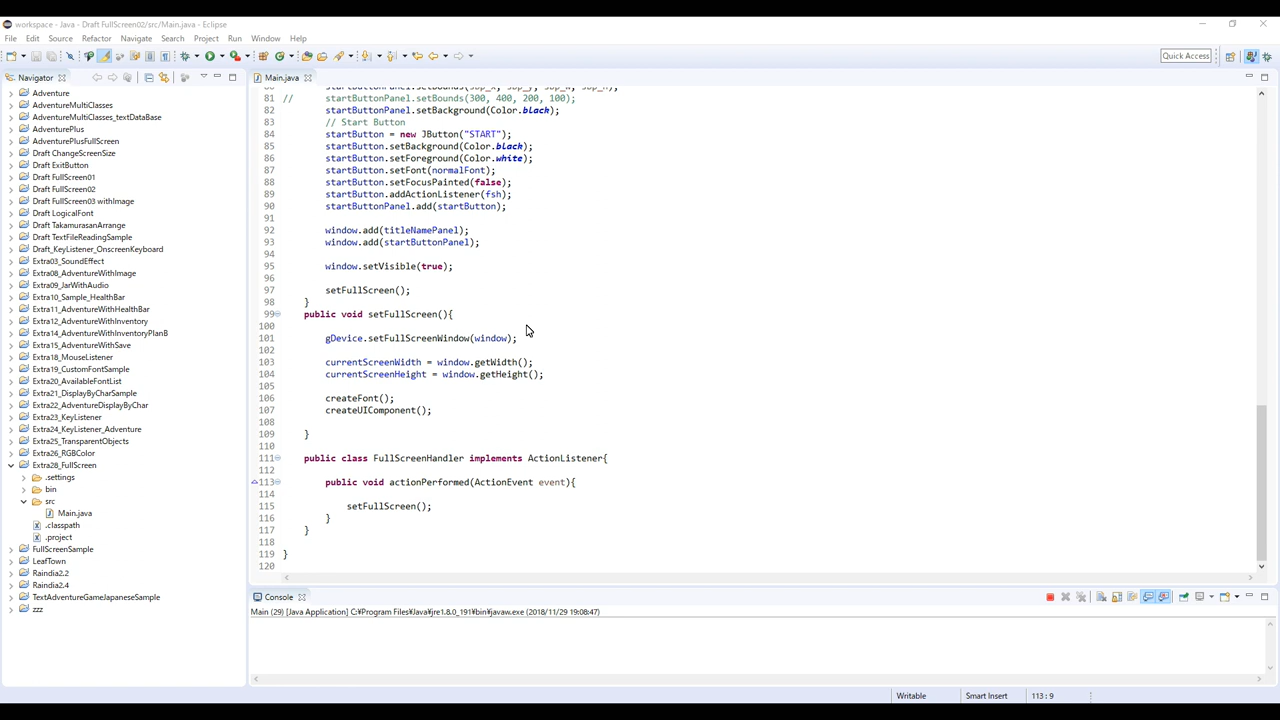 workspace - Java - Draft FullScreen02/src/Main.java - Eclipse
File Edit Source Refactor Navigate Search Project Run Window Help
Quick Access
Navigator
Adventure
AdventureMultiClasses
AdventureMultiClasses_textDataBase
AdventurePlus
AdventurePlusFullScreen
Draft ChangeScreenSize
Draft ExitButton
Draft FullScreen01
Draft FullScreen02
Draft FullScreen03 withImage
Draft LogicalFont
Draft TakamurasanArrange
Draft TextFileReadingSample
Draft_KeyListener_OnscreenKeyboard
Extra03_SoundEffect
Extra08_AdventureWithImage
Extra09_JarWithAudio
Extra10_Sample_HealthBar
Extra11_AdventureWithHealthBar
Extra12_AdventureWithInventory
Extra14_AdventureWithInventoryPlanB
Extra15_AdventureWithSave
Extra18_MouseListener
Extra19_CustomFontSample
Extra20_AvailableFontList
Extra21_DisplayByCharSample
Extra22_AdventureDisplayByChar
Extra23_KeyListener
Extra24_KeyListener_Adventure
Extra25_TransparentObjects
Extra26_RGBColor
Extra28_FullScreen
.settings
bin
src
Main.java
.classpath
.project
FullScreenSample
LeafTown
Raindia2.2
Raindia2.4
TextAdventureGameJapaneseSample
zzz
Main.java
81 // startButtonPanel.setBounds(300, 400, 200, 100);
82 startButtonPanel.setBackground(Color.black);
83 // Start Button
84 startButton = new JButton("START");
85 startButton.setBackground(Color.black);
86 startButton.setForeground(Color.white);
87 startButton.setFont(normalFont);
88 startButton.setFocusPainted(false);
89 startButton.addActionListener(fsh);
90 startButtonPanel.add(startButton);
91
92 window.add(titleNamePanel);
93 window.add(startButtonPanel);
94
95 window.setVisible(true);
96
97 setFullScreen();
98 }
99 public void setFullScreen(){
100
101 gDevice.setFullScreenWindow(window);
102
103 currentScreenWidth = window.getWidth();
104 currentScreenHeight = window.getHeight();
105
106 createFont();
107 createUIComponent();
108
109 }
110
111 public class FullScreenHandler implements ActionListener{
112
113 public void actionPerformed(ActionEvent event){
114
115 setFullScreen();
116 }
117 }
118
119 }
120
Console
Main (29) [Java Application] C:¥Program Files¥Java¥jre1.8.0_191¥bin¥javaw.exe (2018/11/29 19:08:47)
Writable Smart Insert 113 : 9